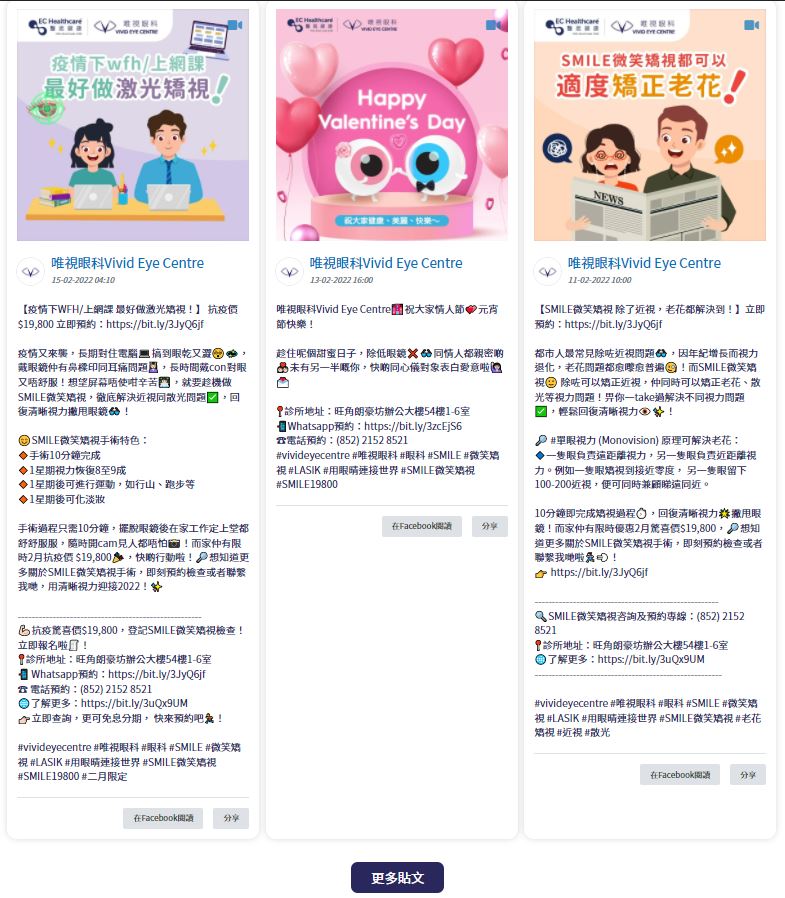 EC Healthcare
醫思健康
唯視眼科
VIVID EYE CENTRE
疫情下wfh/上網課
最好做激光矯視！
唯視眼科Vivid Eye Centre
15-02-2022 04:10
【疫情下WFH/上網課 最好做激光矯視！】 抗疫價
$19,800 立即預約：https://bit.ly/3JyQ6jf
疫情又來襲，長期對住電腦💻搞到眼乾又澀😵👁，
戴眼鏡仲有鼻樑印同耳痛問題🤦，長時間戴con對眼
又唔舒服！想望屏幕唔使咁辛苦👨‍💻，就要趁機做
SMILE微笑矯視，徹底解決近視同散光問題✅，回
復清晰視力撇用眼鏡👓！
😊SMILE微笑矯視手術特色：
🔸手術10分鐘完成
🔸1星期視力恢復8至9成
🔸1星期後可進行運動，如行山、跑步等
🔸1星期後可化淡妝
手術過程只需10分鐘，擺脫眼鏡後在家工作定上堂都
舒舒服服，隨時開cam見人都唔怕📸！而家仲有限
時2月抗疫價 $19,800🎉，快啲行動啦！🔎想知道更
多關於SMILE微笑矯視手術，即刻預約檢查或者聯繫
我哋，用清晰視力迎接2022！✨
💪抗疫驚喜價$19,800，登記SMILE微笑矯視檢查！
立即報名啦🧾！
📍診所地址：旺角朗豪坊辦公大樓54樓1-6室
📲 Whatsapp預約：https://bit.ly/3JyQ6jf
☎ 電話預約：(852) 2152 8521
🌐了解更多：https://bit.ly/3uQx9UM
👉立即查詢，更可免息分期， 快來預約吧🏃！
#vivideyecentre #唯視眼科 #眼科 #SMILE #微笑矯
視 #LASIK #用眼晴連接世界 #SMILE微笑矯視
#SMILE19800 #二月限定
在Facebook閱讀
分享
EC Healthcare
醫思健康
唯視眼科
VIVID EYE CENTRE
Happy
Valentine's Day
祝大家健康、美麗、快樂～
唯視眼科Vivid Eye Centre
13-02-2022 16:00
唯視眼科Vivid Eye Centre💒祝大家情人節❤元宵
節快樂！
趁住呢個甜蜜日子，除低眼鏡❌👓同情人都親密啲
💑未有另一半嘅你，快啲同心儀對象表白愛意啦🙋
💌
📍診所地址：旺角朗豪坊辦公大樓54樓1-6室
📲Whatsapp預約：https://bit.ly/3zcEjS6
☎電話預約：(852) 2152 8521
#vivideyecentre #唯視眼科 #眼科 #SMILE #微笑矯
視 #LASIK #用眼晴連接世界 #SMILE微笑矯視
#SMILE19800
在Facebook閱讀
分享
EC Healthcare
醫思健康
唯視眼科
VIVID EYE CENTRE
SMILE微笑矯視都可以
適度矯正老花！
NEWS
唯視眼科Vivid Eye Centre
11-02-2022 10:00
【SMILE微笑矯視 除了近視，老花都解決到！】立即
預約：https://bit.ly/3JyQ6jf
都市人最常見除咗近視問題👓，因年紀增長而視力
退化，老花問題都愈嚟愈普遍🧐！而SMILE微笑矯
視🙂 除咗可以矯正近視，仲同時可以矯正老花、散
光等視力問題！畀你一take過解決不同視力問題
✅，輕鬆回復清晰視力👁✨！
🔎 #單眼視力 (Monovision) 原理可解決老花：
🔹一隻眼負責遠距離視力，另一隻眼負責近距離視
力。例如一隻眼矯視到接近零度， 另一隻眼留下
100-200近視，便可同時兼顧睇遠同近。
10分鐘即完成矯視過程⏱，回復清晰視力🌟撇用眼
鏡！而家仲有限時優惠2月驚喜價$19,800，🔎想知
道更多關於SMILE微笑矯視手術，即刻預約檢查或者
聯繫我哋啦🏃💨！
👉 https://bit.ly/3JyQ6jf
🔍SMILE微笑矯視咨詢及預約專線：(852) 2152
8521
📍診所地址：旺角朗豪坊辦公大樓54樓1-6室
🌐了解更多：https://bit.ly/3uQx9UM
#vivideyecentre #唯視眼科 #眼科 #SMILE #微笑矯
視 #LASIK #用眼晴連接世界 #SMILE微笑矯視 #老花
矯視 #近視 #散光
在Facebook閱讀
分享
更多貼文